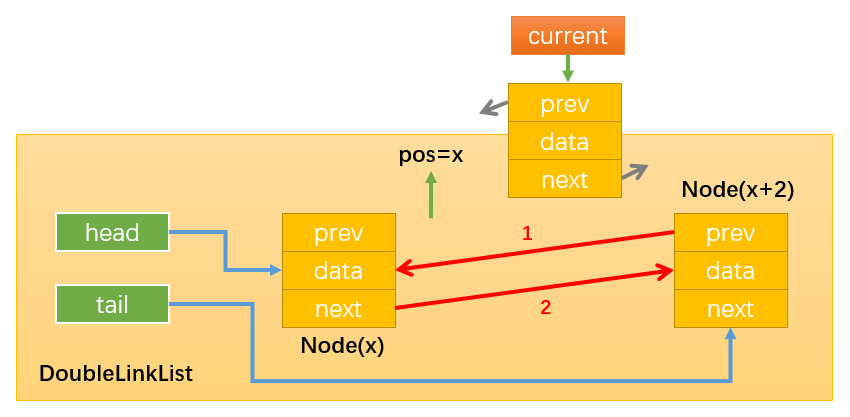 current
prev
data
next
pos=x
Node(x+2)
head
prev
data
next
1
prev
data
next
tail
2
Node(x)
DoubleLinkList